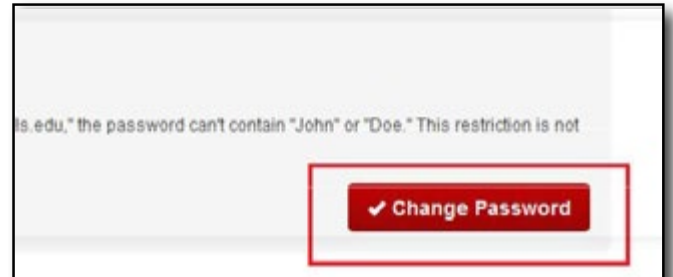 ls.edu," the password can't contain "John" or "Doe." This restriction is not
✔ Change Password